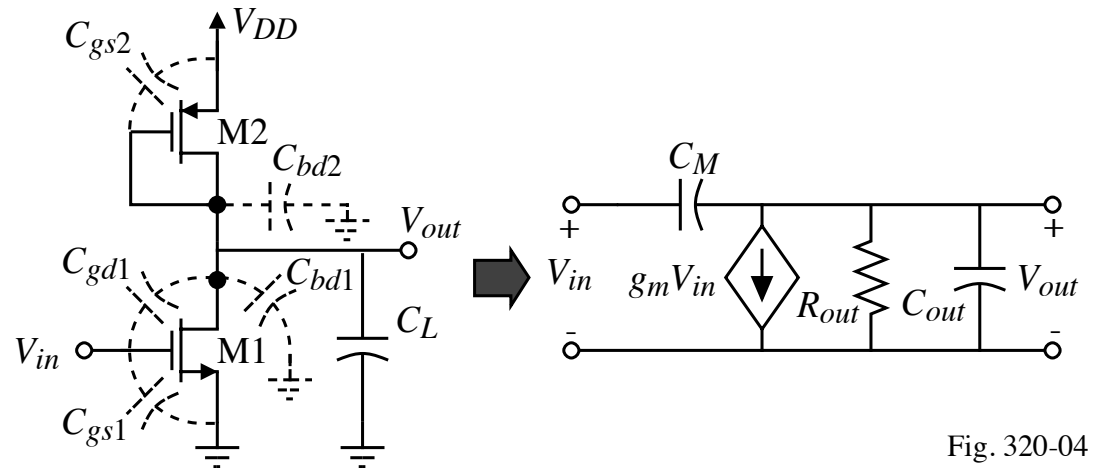 V_DD
C_gs2
M2
C_bd2
V_out
C_gd1
C_bd1
C_L
V_in
M1
C_gs1
C_M
+
+
V_in
g_mV_in
R_out
C_out
V_out
-
-
Fig. 320-04